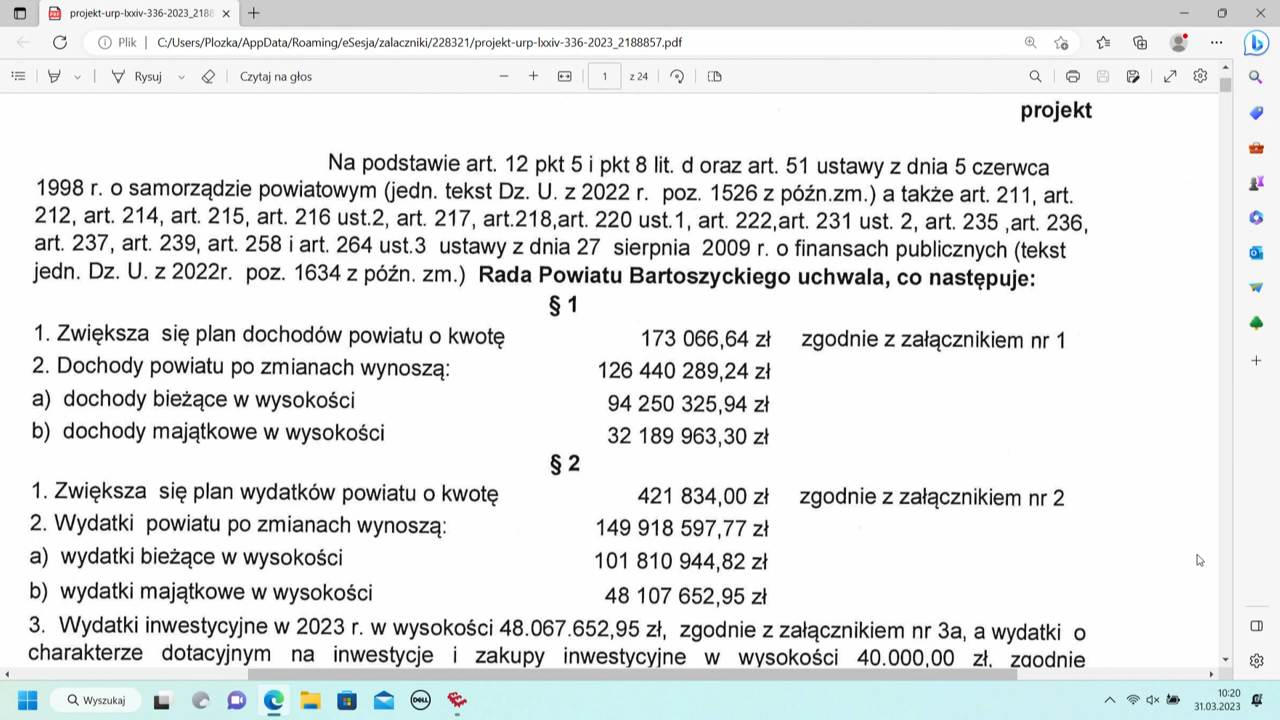 projekt-urp-lxxiv-336-2023_2188
Plik
C:/Users/Plozka/AppData/Roaming/eSesja/zalaczniki/228321/projekt-urp-lxxiv-336-2023_2188857.pdf
Rysuj
Czytaj na głos
1 z 24
projekt
Na podstawie art. 12 pkt 5 i pkt 8 lit. d oraz art. 51 ustawy z dnia 5 czerwca
1998 r. o samorządzie powiatowym (jedn. tekst Dz. U. z 2022 r. poz. 1526 z późn.zm.) a także art. 211, art.
212, art. 214, art. 215, art. 216 ust.2, art. 217, art.218,art. 220 ust.1, art. 222,art. 231 ust. 2, art. 235 ,art. 236,
art. 237, art. 239, art. 258 i art. 264 ust.3 ustawy z dnia 27 sierpnia 2009 r. o finansach publicznych (tekst
jedn. Dz. U. z 2022r. poz. 1634 z późn. zm.) Rada Powiatu Bartoszyckiego uchwala, co następuje:
§ 1
1. Zwiększa się plan dochodów powiatu o kwotę 173 066,64 zł zgodnie z załącznikiem nr 1
2. Dochody powiatu po zmianach wynoszą: 126 440 289,24 zł
a) dochody bieżące w wysokości 94 250 325,94 zł
b) dochody majątkowe w wysokości 32 189 963,30 zł
§ 2
1. Zwiększa się plan wydatków powiatu o kwotę 421 834,00 zł zgodnie z załącznikiem nr 2
2. Wydatki powiatu po zmianach wynoszą: 149 918 597,77 zł
a) wydatki bieżące w wysokości 101 810 944,82 zł
b) wydatki majątkowe w wysokości 48 107 652,95 zł
3. Wydatki inwestycyjne w 2023 r. w wysokości 48.067.652,95 zł, zgodnie z załącznikiem nr 3a, a wydatki o
charakterze dotacyjnym na inwestycje i zakupy inwestycyjne w wysokości 40.000,00 zł, zgodnie
Wyszukaj
DELL
10:20
31.03.2023